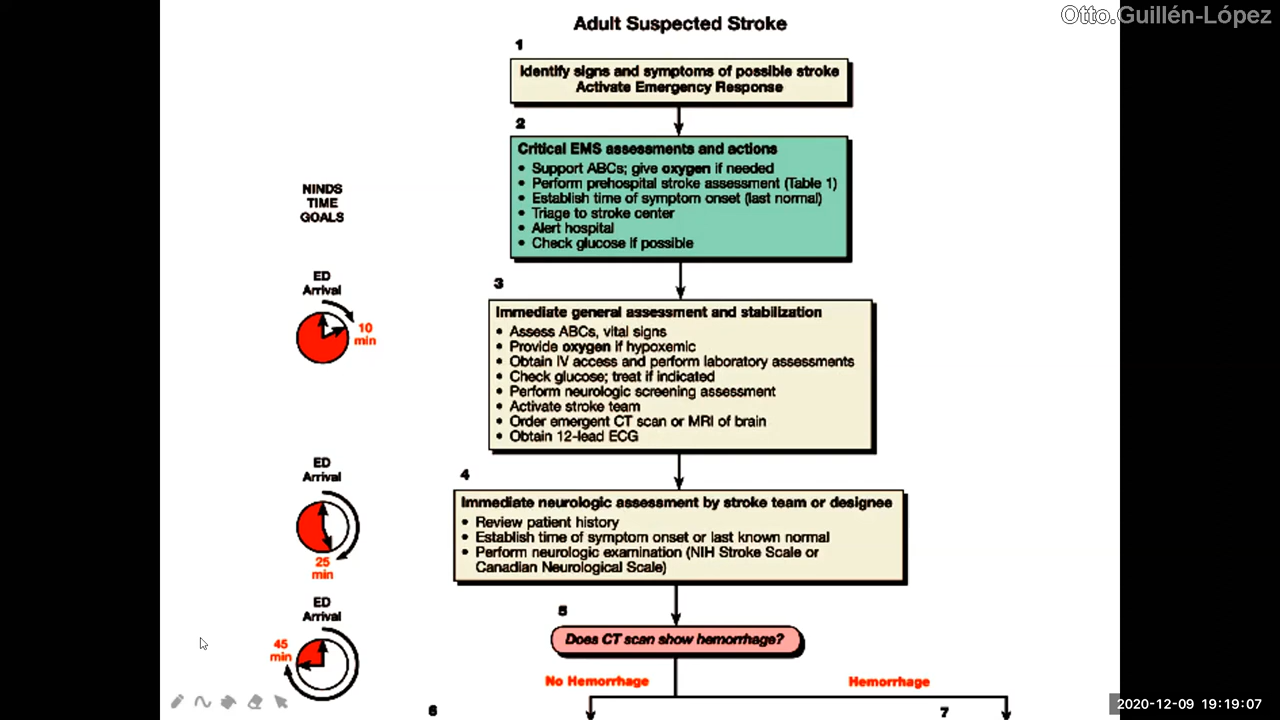 Otto.Guillén-López
Adult Suspected Stroke
1
Identify signs and symptoms of possible stroke
Activate Emergency Response
2
Critical EMS assessments and actions
• Support ABCs; give oxygen if needed
• Perform prehospital stroke assessment (Table 1)
• Establish time of symptom onset (last normal)
• Triage to stroke center
• Alert hospital
• Check glucose if possible
NINDS
TIME
GOALS
ED
Arrival
10
min
3
Immediate general assessment and stabilization
• Assess ABCs, vital signs
• Provide oxygen if hypoxemic
• Obtain IV access and perform laboratory assessments
• Check glucose; treat if indicated
• Perform neurologic screening assessment
• Activate stroke team
• Order emergent CT scan or MRI of brain
• Obtain 12-lead ECG
ED
Arrival
25
min
4
Immediate neurologic assessment by stroke team or designee
• Review patient history
• Establish time of symptom onset or last known normal
• Perform neurologic examination (NIH Stroke Scale or
Canadian Neurological Scale)
ED
Arrival
45
min
5
Does CT scan show hemorrhage?
No Hemorrhage
Hemorrhage
6
7
2020-12-09 19:19:07